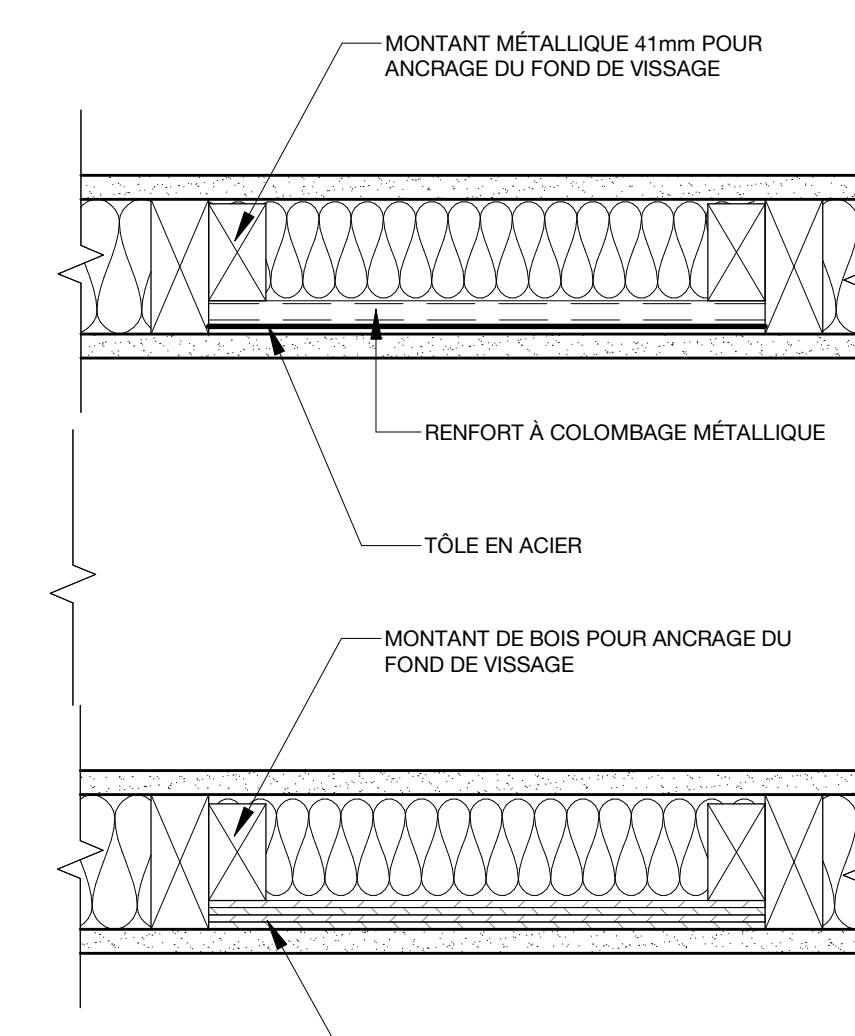 MONTANT MÉTALLIQUE 41mm POUR
ANCRAGE DU FOND DE VISSAGE
RENFORT À COLOMBAGE MÉTALLIQUE
TÔLE EN ACIER
MONTANT DE BOIS POUR ANCRAGE DU
FOND DE VISSAGE